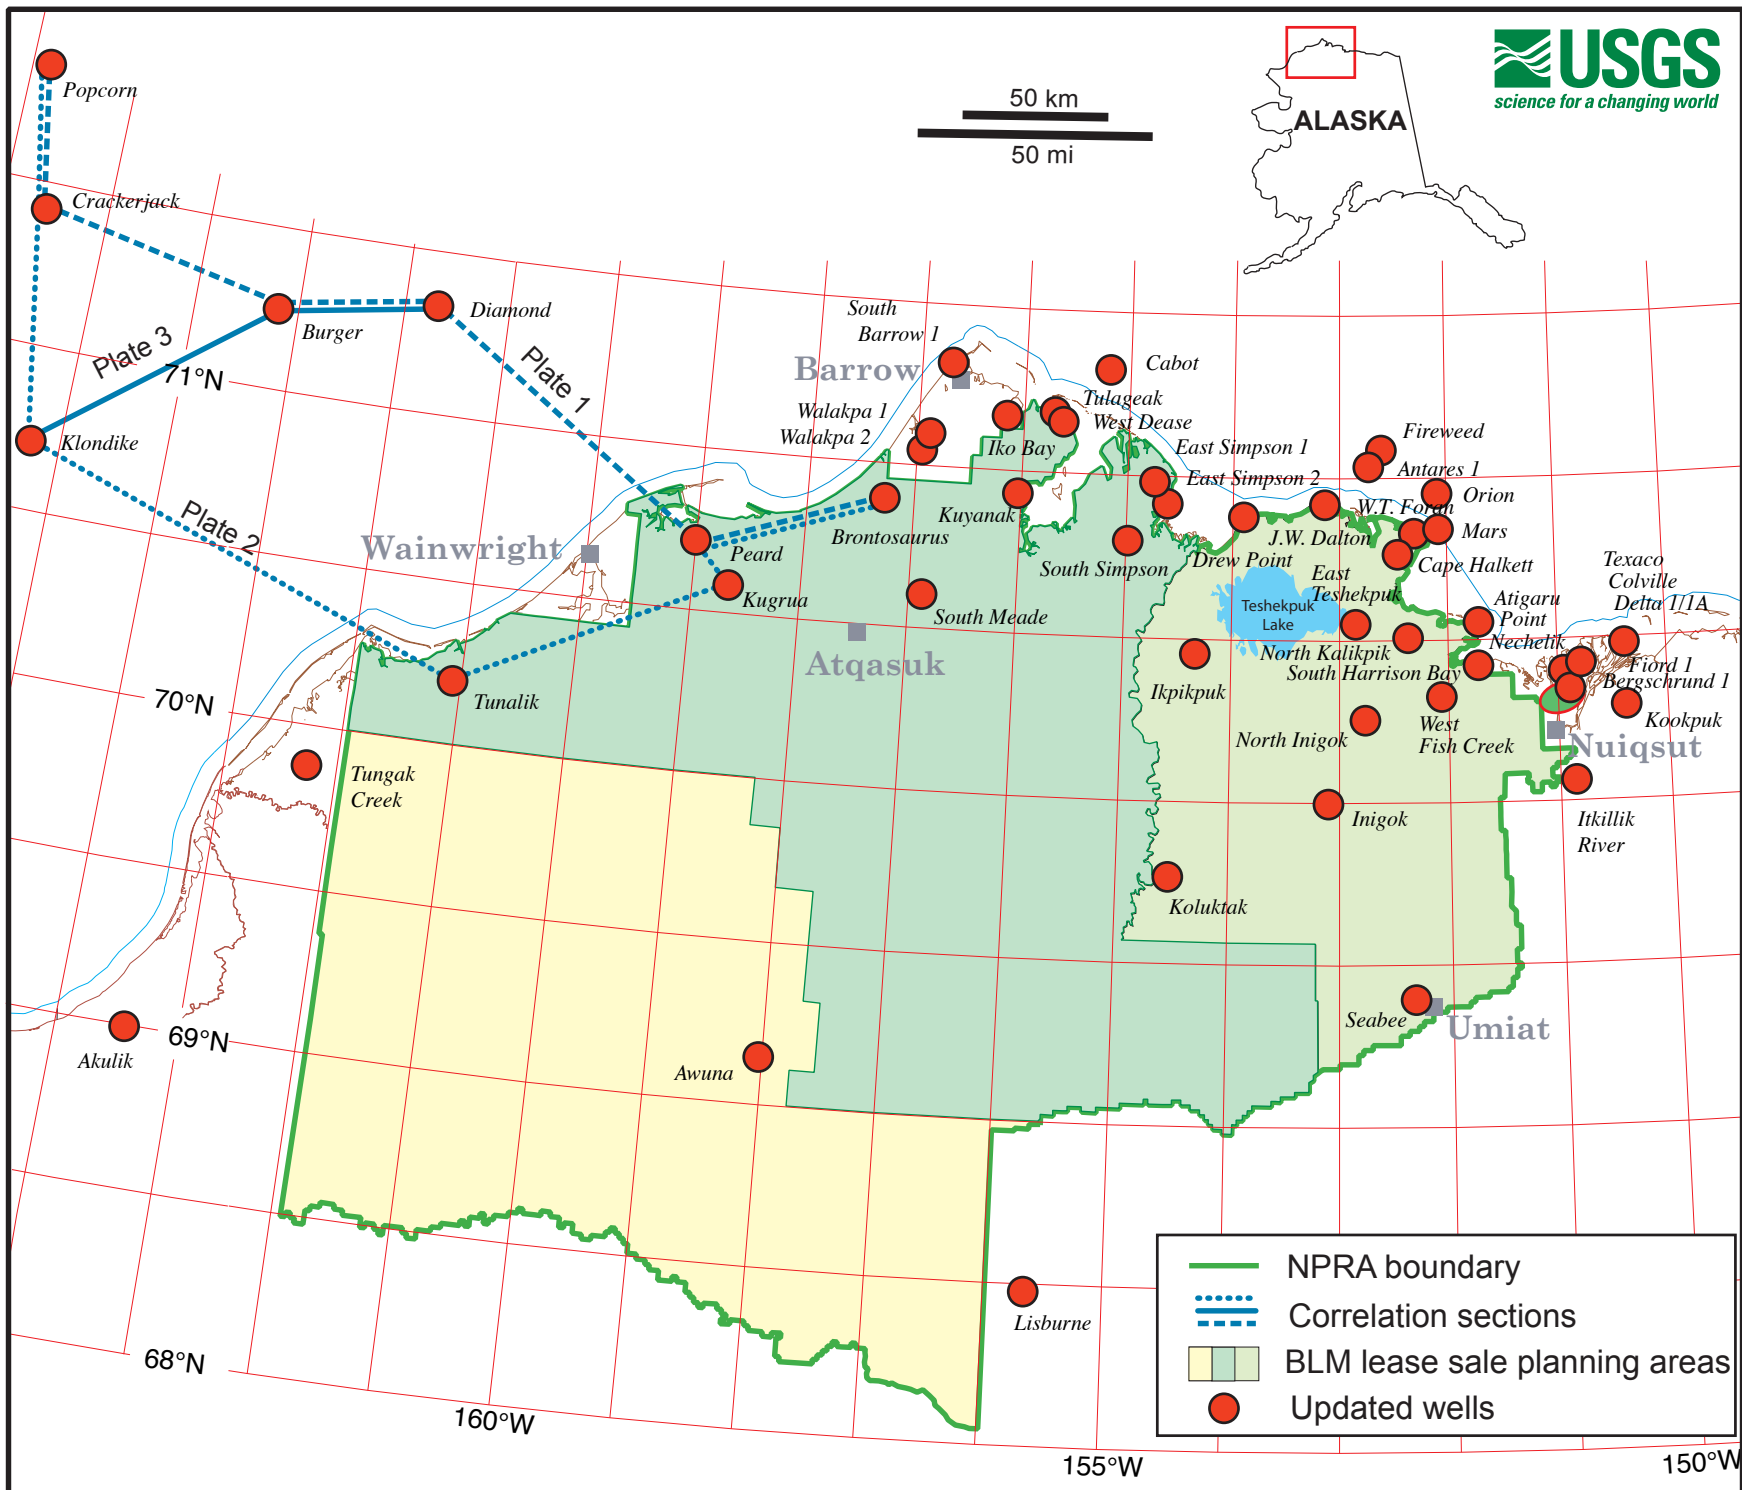 Popcorn
50 km
50 mi
ALASKA
USGS
science for a changing world
Crackerjack
Burger
Diamond
Plate 3
71°N
Plate 1
Klondike
Plate 2
South
Barrow 1
Barrow
Cabot
Walakpa 1
Walakpa 2
Tulageak
West Dease
Iko Bay
East Simpson 1
East Simpson 2
Fireweed
Antares 1
Orion
W.T. Foran
Mars
J.W. Dalton
Cape Halkett
Kuyanak
Brontosaurus
South Simpson
Drew Point
Wainwright
Peard
Kugrua
South Meade
Atqasuk
Teshekpuk
Lake
East
Teshekpuk
Texaco
Colville
Delta 1/1A
Atigaru
Point
Nechelik
North Kalikpik
South Harrison Bay
Fiord 1
Bergschrund 1
Kookpuk
Ikpikpuk
North Inigok
West
Fish Creek
Nuiqsut
Tunalik
70°N
Tungak
Creek
Inigok
Itkillik
River
Koluktak
Seabee
Umiat
Akulik
69°N
Awuna
Lisburne
68°N
160°W
155°W
150°W
NPRA boundary
Correlation sections
BLM lease sale planning areas
Updated wells